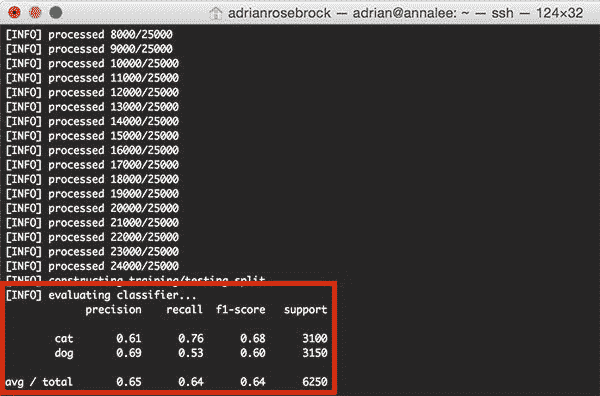 adrianrosebrock — adrian@annalee: ~ — ssh — 124×32
[INFO] processed 8000/25000
[INFO] processed 9000/25000
[INFO] processed 10000/25000
[INFO] processed 11000/25000
[INFO] processed 12000/25000
[INFO] processed 13000/25000
[INFO] processed 14000/25000
[INFO] processed 15000/25000
[INFO] processed 16000/25000
[INFO] processed 17000/25000
[INFO] processed 18000/25000
[INFO] processed 19000/25000
[INFO] processed 20000/25000
[INFO] processed 21000/25000
[INFO] processed 22000/25000
[INFO] processed 23000/25000
[INFO] processed 24000/25000
[INFO] constructing training/testing split...
[INFO] evaluating classifier...
precision recall f1-score support
cat 0.61 0.76 0.68 3100
dog 0.69 0.53 0.60 3150
avg / total 0.65 0.64 0.64 6250